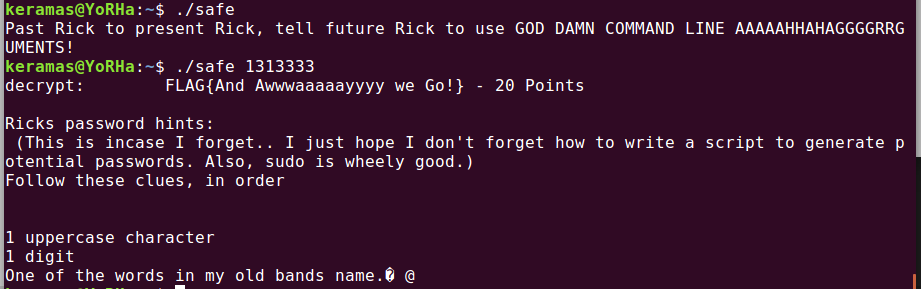 keramas@YoRHa:~$ ./safe
Past Rick to present Rick, tell future Rick to use GOD DAMN COMMAND LINE AAAAAHHAHAGGGGRRG
UMENTS!
keramas@YoRHa:~$ ./safe 1313333
decrypt: FLAG{And Awwwaaaaayyyy we Go!} - 20 Points
Ricks password hints:
(This is incase I forget.. I just hope I don't forget how to write a script to generate p
otential passwords. Also, sudo is wheely good.)
Follow these clues, in order
1 uppercase character
1 digit
One of the words in my old bands name.� @